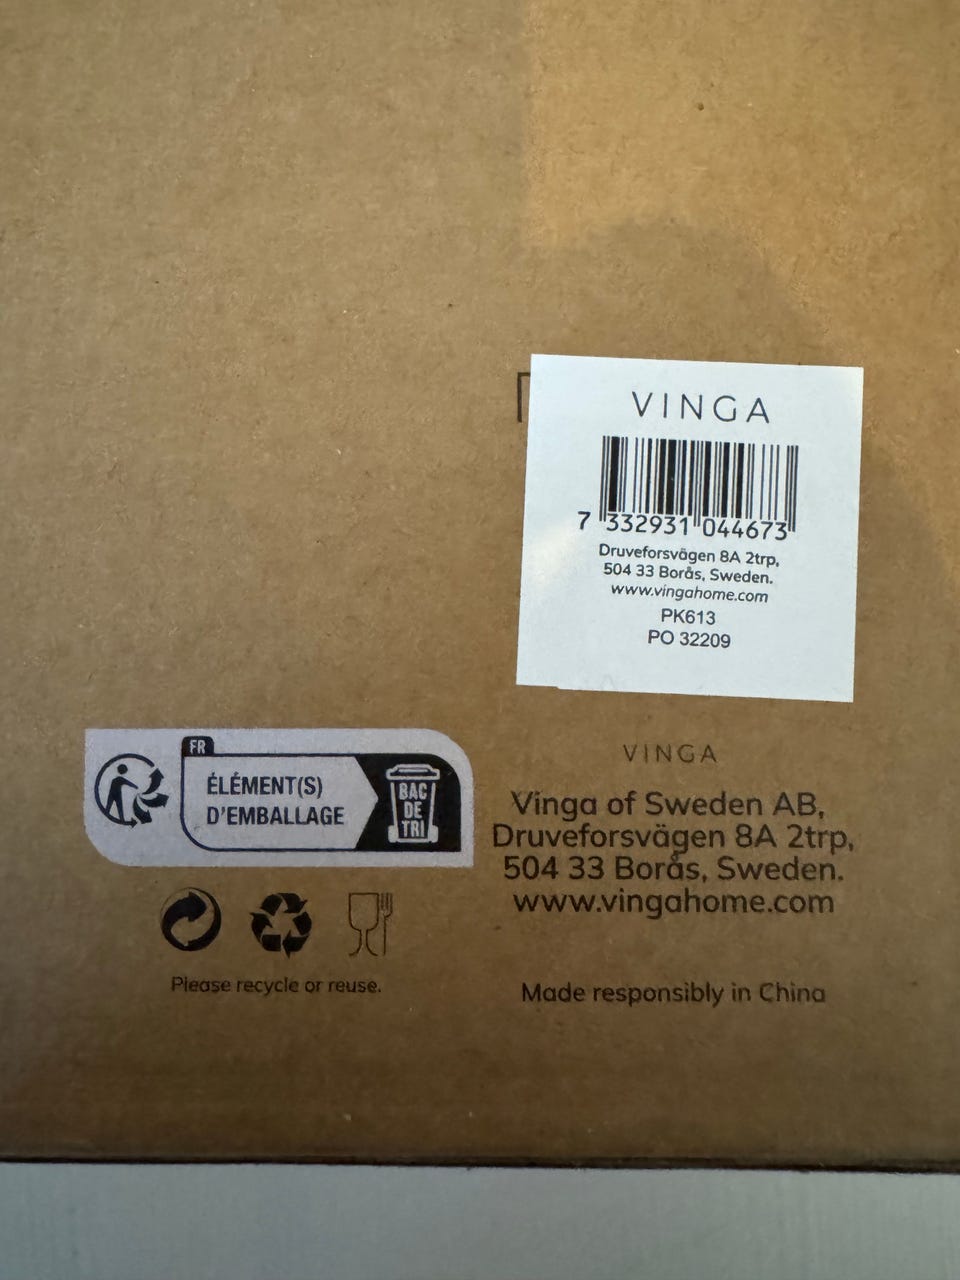 VINGA
7 332931 044673
Druveforsvägen 8A 2trp,
504 33 Borås, Sweden.
www.vingahome.com
PK613
PO 32209
FR
ÉLÉMENT(S)
D'EMBALLAGE
BAC
DE
TRI
Please recycle or reuse.
VINGA
Vinga of Sweden AB,
Druveforsvägen 8A 2trp,
504 33 Borås, Sweden.
www.vingahome.com
Made responsibly in China